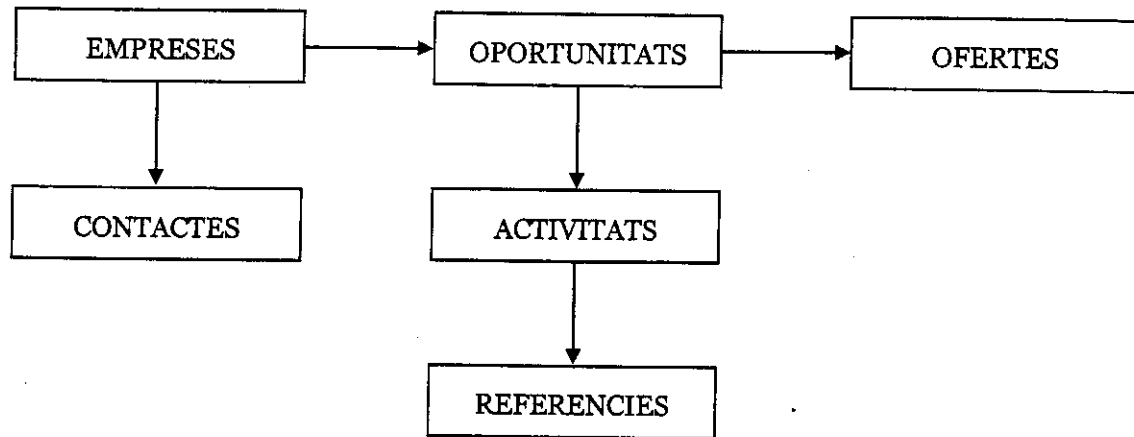 EMPRESES
OPORTUNITATS
OFERTES
CONTACTES
ACTIVITATS
REFERENCIES